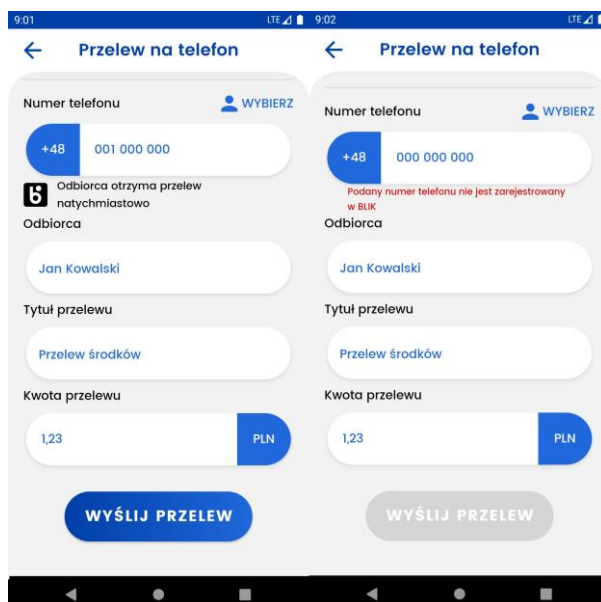 9:01 LTE
Przelew na telefon
Numer telefonu WYBIERZ
+48 001 000 000
Odbiorca otrzyma przelew
natychmiastowo
Odbiorca
Jan Kowalski
Tytuł przelewu
Przelew środków
Kwota przelewu
1,23 PLN
WYŚLIJ PRZELEW
9:02 LTE
Przelew na telefon
Numer telefonu WYBIERZ
+48 000 000 000
Podany numer telefonu nie jest zarejestrowany
w BLIK
Odbiorca
Jan Kowalski
Tytuł przelewu
Przelew środków
Kwota przelewu
1,23 PLN
WYŚLIJ PRZELEW